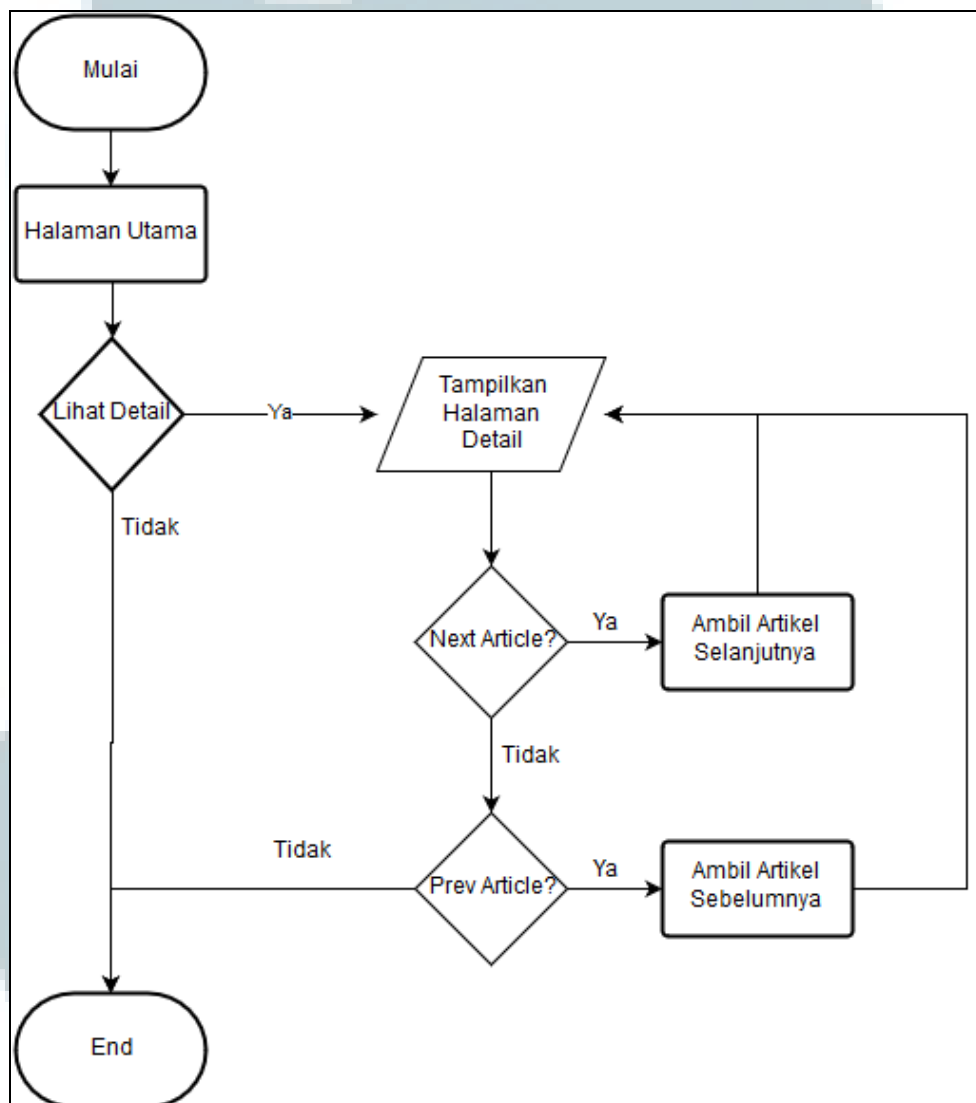 Mulai
Halaman Utama
Lihat Detail
Ya
Tampilkan
Halaman
Detail
Tidak
Next Article?
Ya
Ambil Artikel
Selanjutnya
Tidak
Tidak
Prev Article?
Ya
Ambil Artikel
Sebelumnya
End